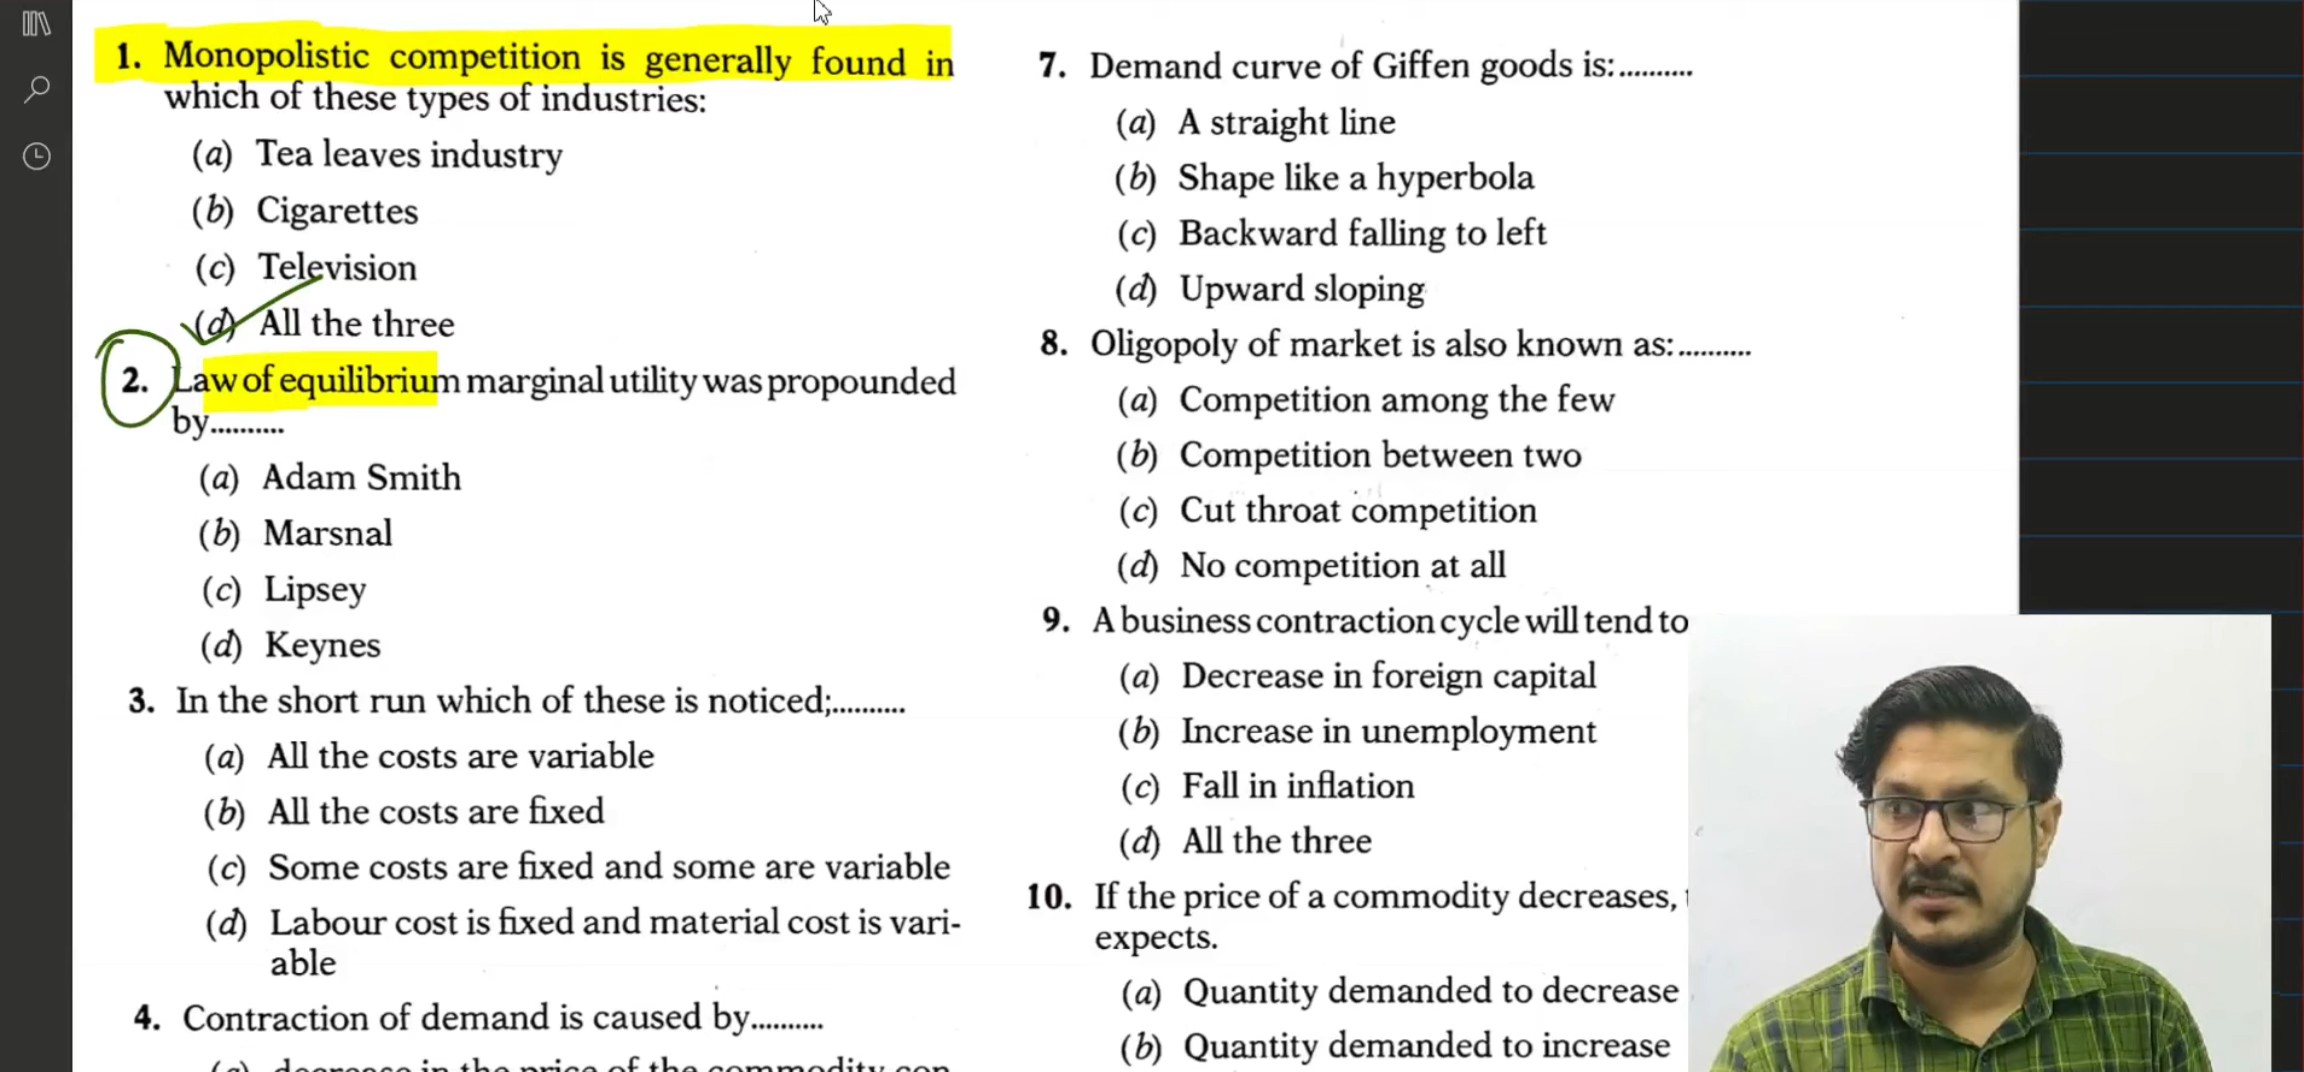 1. Monopolistic competition is generally found in
which of these types of industries:
(a) Tea leaves industry
(b) Cigarettes
(c) Television
(d) All the three
2. Law of equilibrium marginal utility was propounded
by..........
(a) Adam Smith
(b) Marsnal
(c) Lipsey
(d) Keynes
3. In the short run which of these is noticed;..........
(a) All the costs are variable
(b) All the costs are fixed
(c) Some costs are fixed and some are variable
(d) Labour cost is fixed and material cost is vari-
able
4. Contraction of demand is caused by..........
(a) decrease in the price of the commodity con
7. Demand curve of Giffen goods is:..........
(a) A straight line
(b) Shape like a hyperbola
(c) Backward falling to left
(d) Upward sloping
8. Oligopoly of market is also known as:..........
(a) Competition among the few
(b) Competition between two
(c) Cut throat competition
(d) No competition at all
9. A business contraction cycle will tend to
(a) Decrease in foreign capital
(b) Increase in unemployment
(c) Fall in inflation
(d) All the three
10. If the price of a commodity decreases,
expects.
(a) Quantity demanded to decrease
(b) Quantity demanded to increase